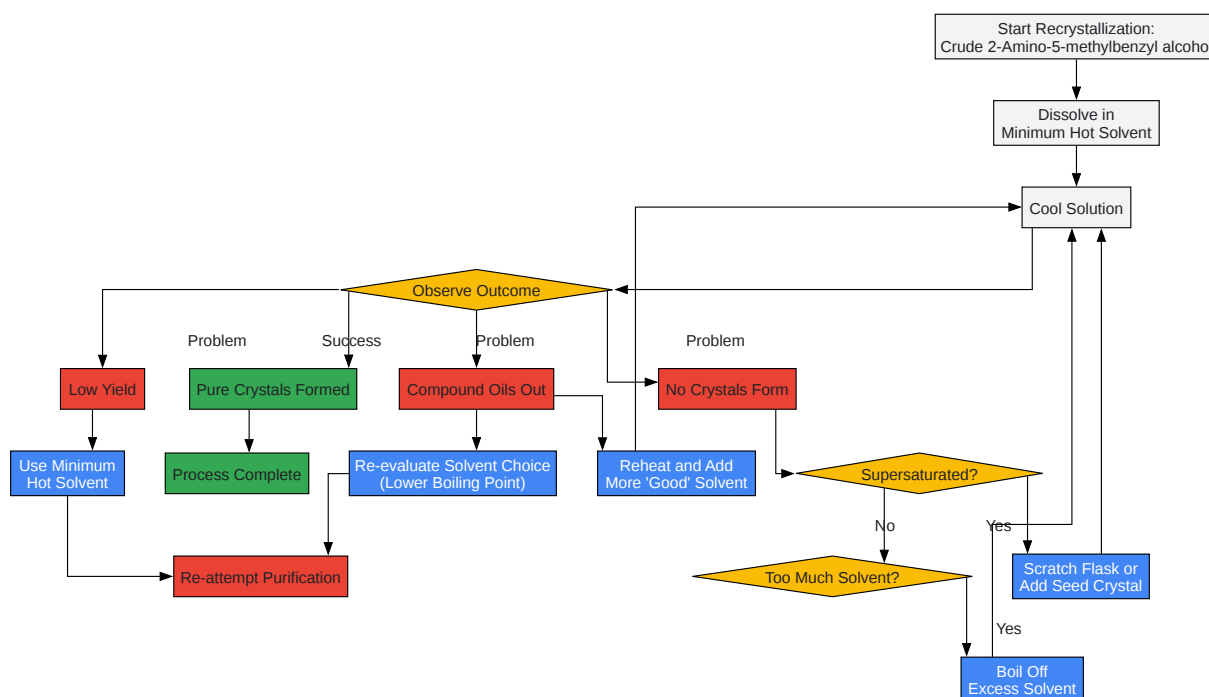 Start Recrystallization:
Crude 2-Amino-5-methylbenzyl alcoho
Dissolve in
Minimum Hot Solvent
Cool Solution
Observe Outcome
Problem
Success
Problem
Problem
Low Yield
Pure Crystals Formed
Compound Oils Out
No Crystals Form
Use Minimum
Hot Solvent
Process Complete
Re-evaluate Solvent Choice
(Lower Boiling Point)
Reheat and Add
More 'Good' Solvent
Supersaturated?
No
Yes
Re-attempt Purification
Too Much Solvent?
Scratch Flask or
Add Seed Crystal
Yes
Boil Off
Excess Solvent